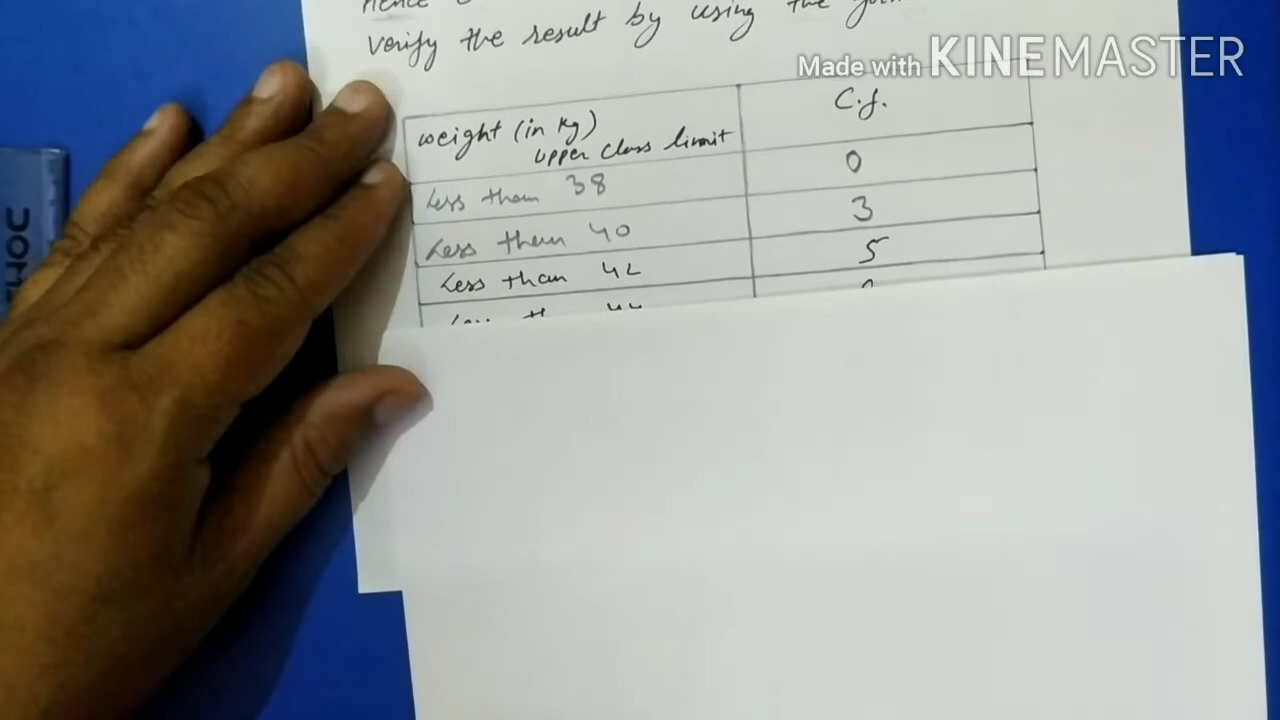 Hence
Verify the result by using the
Made with KINEMASTER
weight (in kg)
upper class limit
C.f.
Less than 38
0
Less than 40
3
Less than 42
5